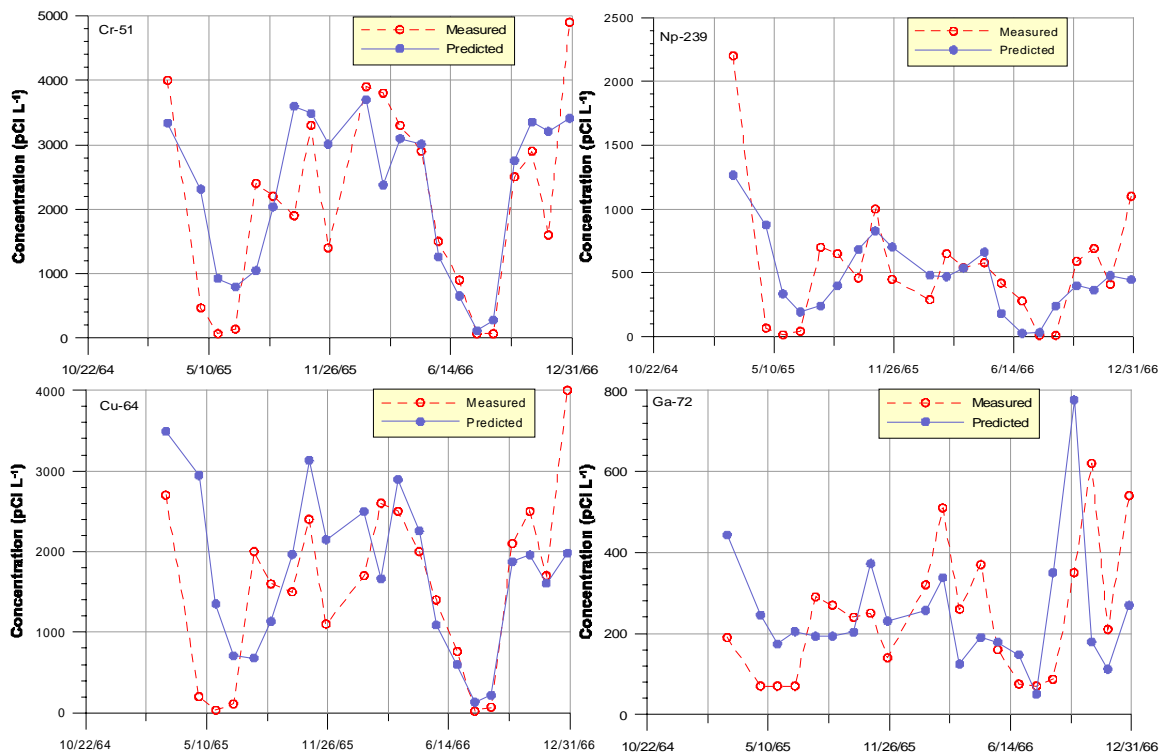 Cr-51
Measured
Predicted
Concentration (pCi L-1)
5000
4000
3000
2000
1000
0
10/22/64 5/10/65 11/26/65 6/14/66 12/31/66
Np-239
Measured
Predicted
Concentration (pCi L-1)
2500
2000
1500
1000
500
0
10/22/64 5/10/65 11/26/65 6/14/66 12/31/66
Cu-64
Measured
Predicted
Concentration (pCi L-1)
4000
3000
2000
1000
0
10/22/64 5/10/65 11/26/65 6/14/66 12/31/66
Ga-72
Measured
Predicted
Concentration (pCi L-1)
800
600
400
200
0
10/22/64 5/10/65 11/26/65 6/14/66 12/31/66